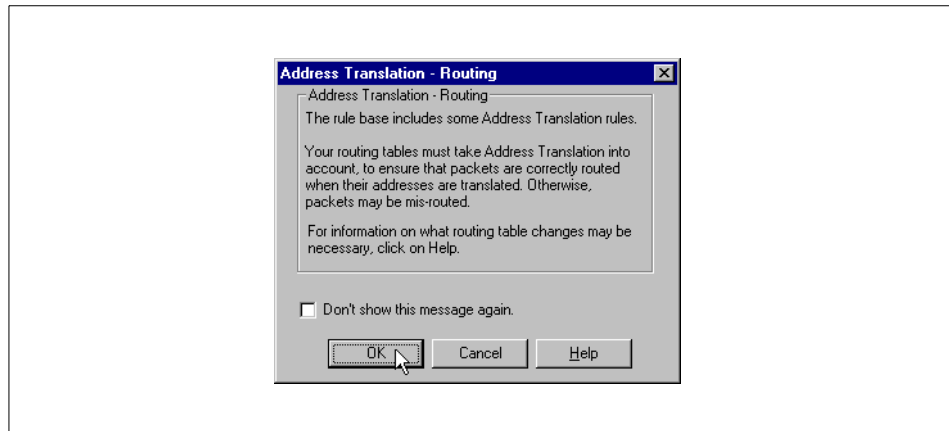 Address Translation - Routing
Address Translation - Routing
The rule base includes some Address Translation rules.
Your routing tables must take Address Translation into
account, to ensure that packets are correctly routed
when their addresses are translated. Otherwise,
packets may be mis-routed.
For information on what routing table changes may be
necessary, click on Help.
Don't show this message again.
OK
Cancel
Help